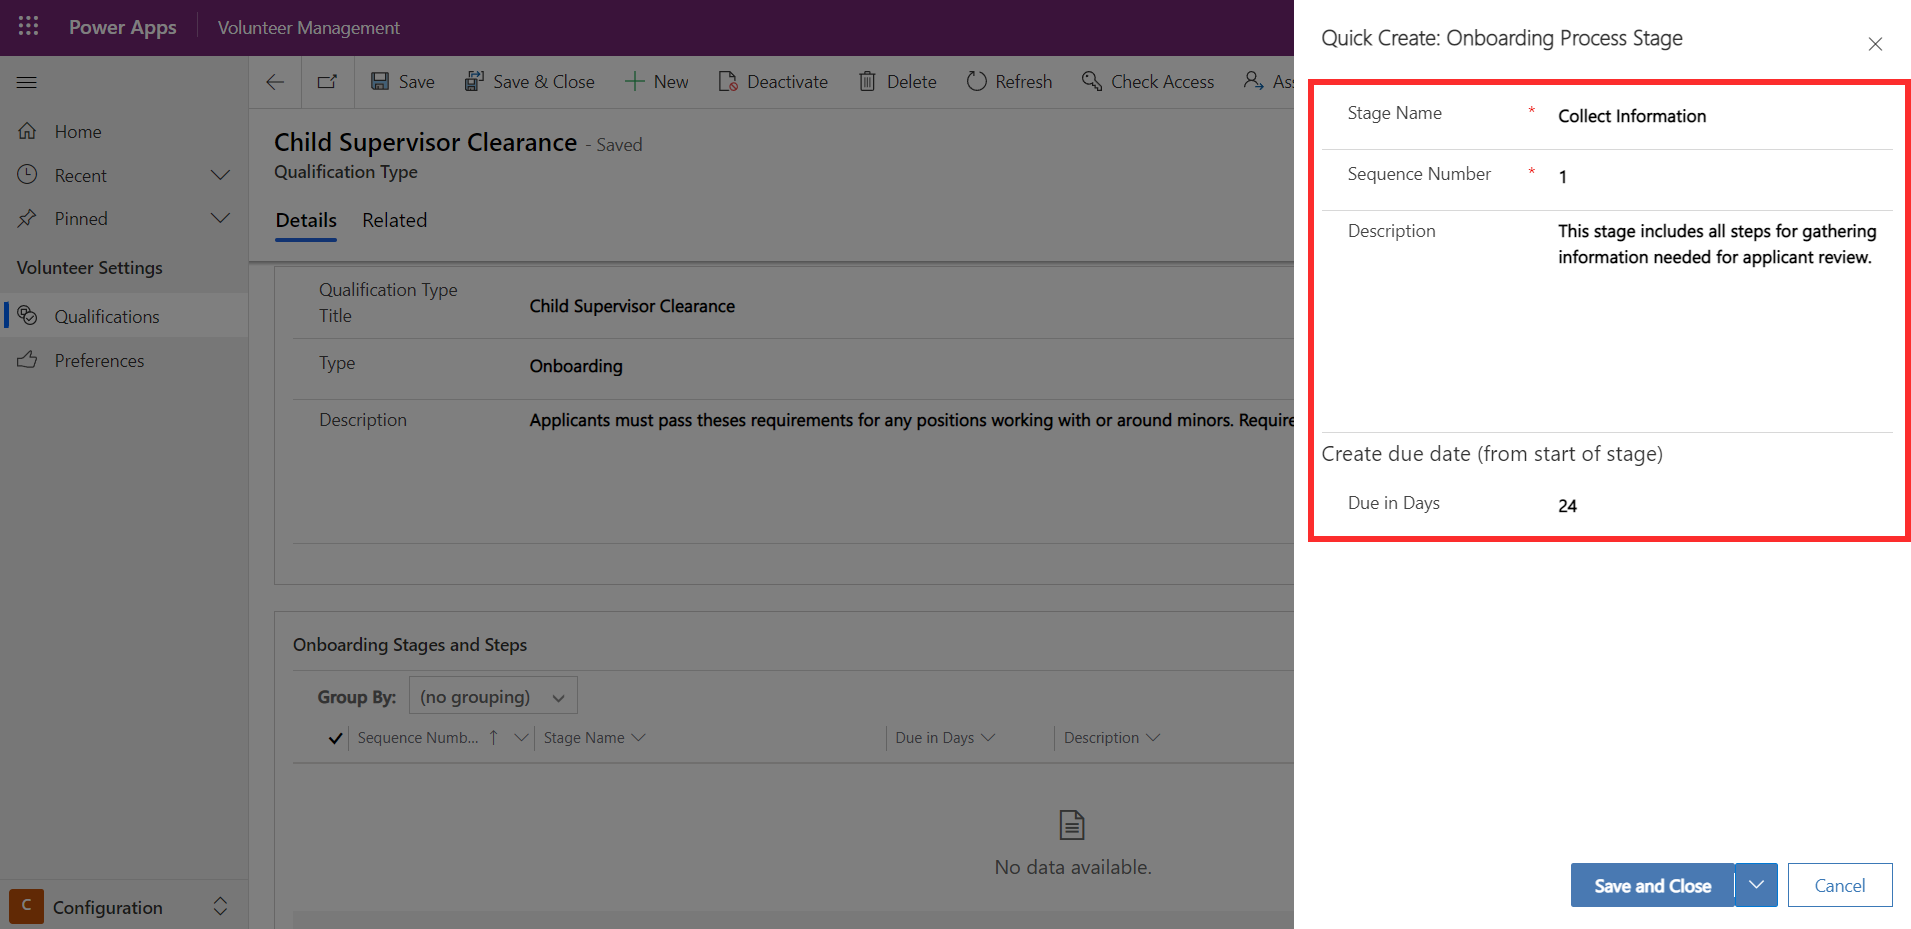 Power Apps
Volunteer Management
Home
Recent
Pinned
Volunteer Settings
Qualifications
Preferences
C
Configuration
Save
Save & Close
New
Deactivate
Delete
Refresh
Check Access
Ass
Child Supervisor Clearance - Saved
Qualification Type
Details
Related
Qualification Type
Title
Child Supervisor Clearance
Type
Onboarding
Description
Applicants must pass theses requirements for any positions working with or around minors. Require
Onboarding Stages and Steps
Group By:
(no grouping)
Sequence Numb... ↑
Stage Name
Due in Days
Description
No data available.
Quick Create: Onboarding Process Stage
Stage Name * Collect Information
Sequence Number * 1
Description
This stage includes all steps for gathering
information needed for applicant review.
Create due date (from start of stage)
Due in Days
24
Save and Close
Cancel